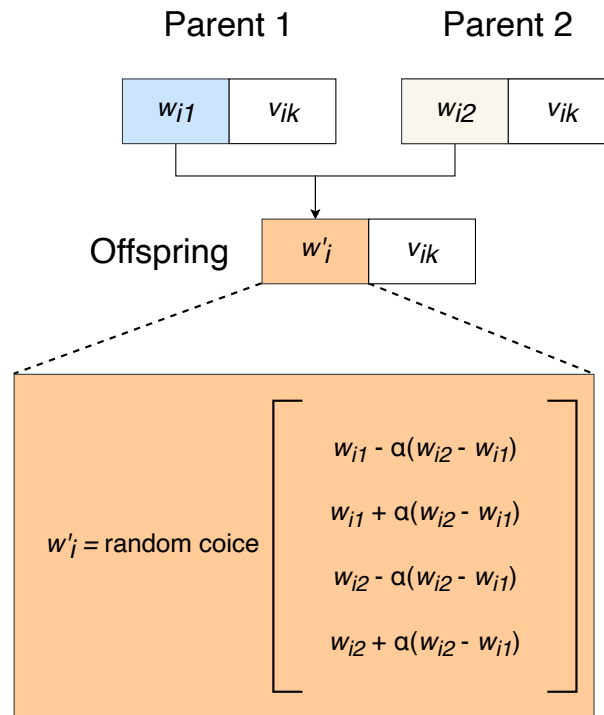 Parent 1 Parent 2
wi1 vik wi2 vik
Offspring w'i vik
wi1 - α(wi2 - wi1)
wi1 + α(wi2 - wi1)
w'i = random coice
wi2 - α(wi2 - wi1)
wi2 + α(wi2 - wi1)